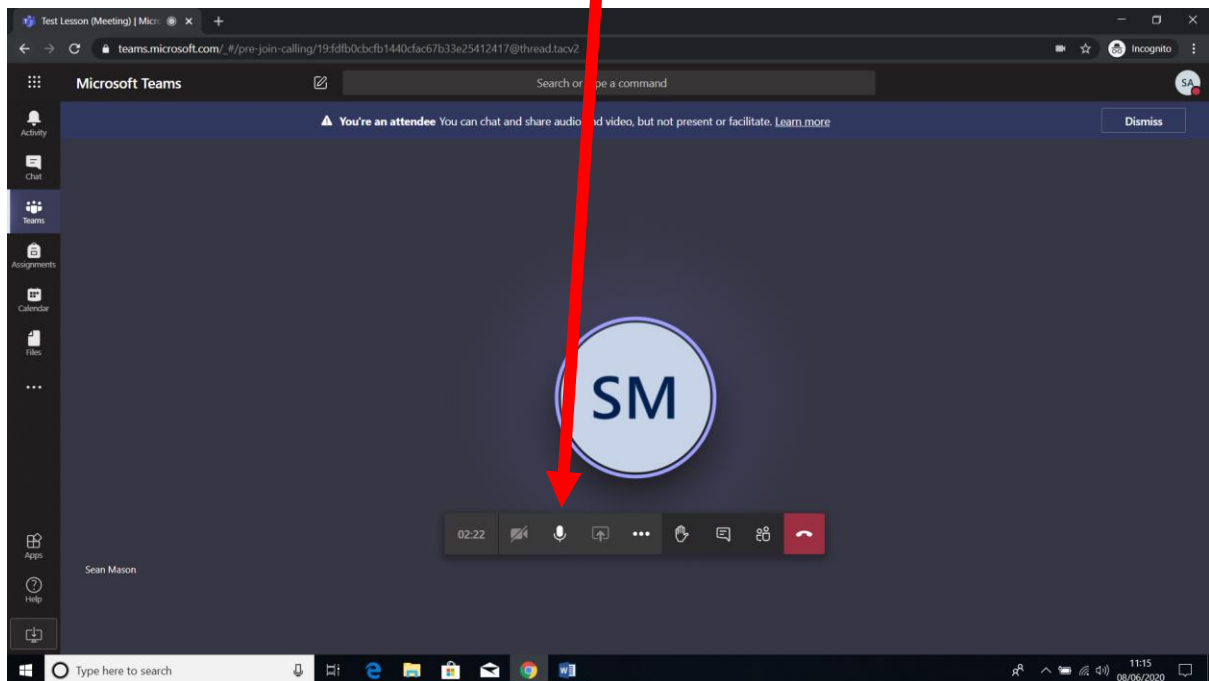 Test Lesson (Meeting) | Micr
teams.microsoft.com/_#/pre-join-calling/19:fdfb0cbcfb1440cfac67b33e25412417@thread.tacv2
Incognito
Microsoft Teams
Search or type a command
SA
You're an attendee You can chat and share audio and video, but not present or facilitate. Learn more
Dismiss
Activity
Chat
Teams
Assignments
Calendar
Files
SM
02:22
Apps
Sean Mason
Help
Type here to search
11:15
08/06/2020